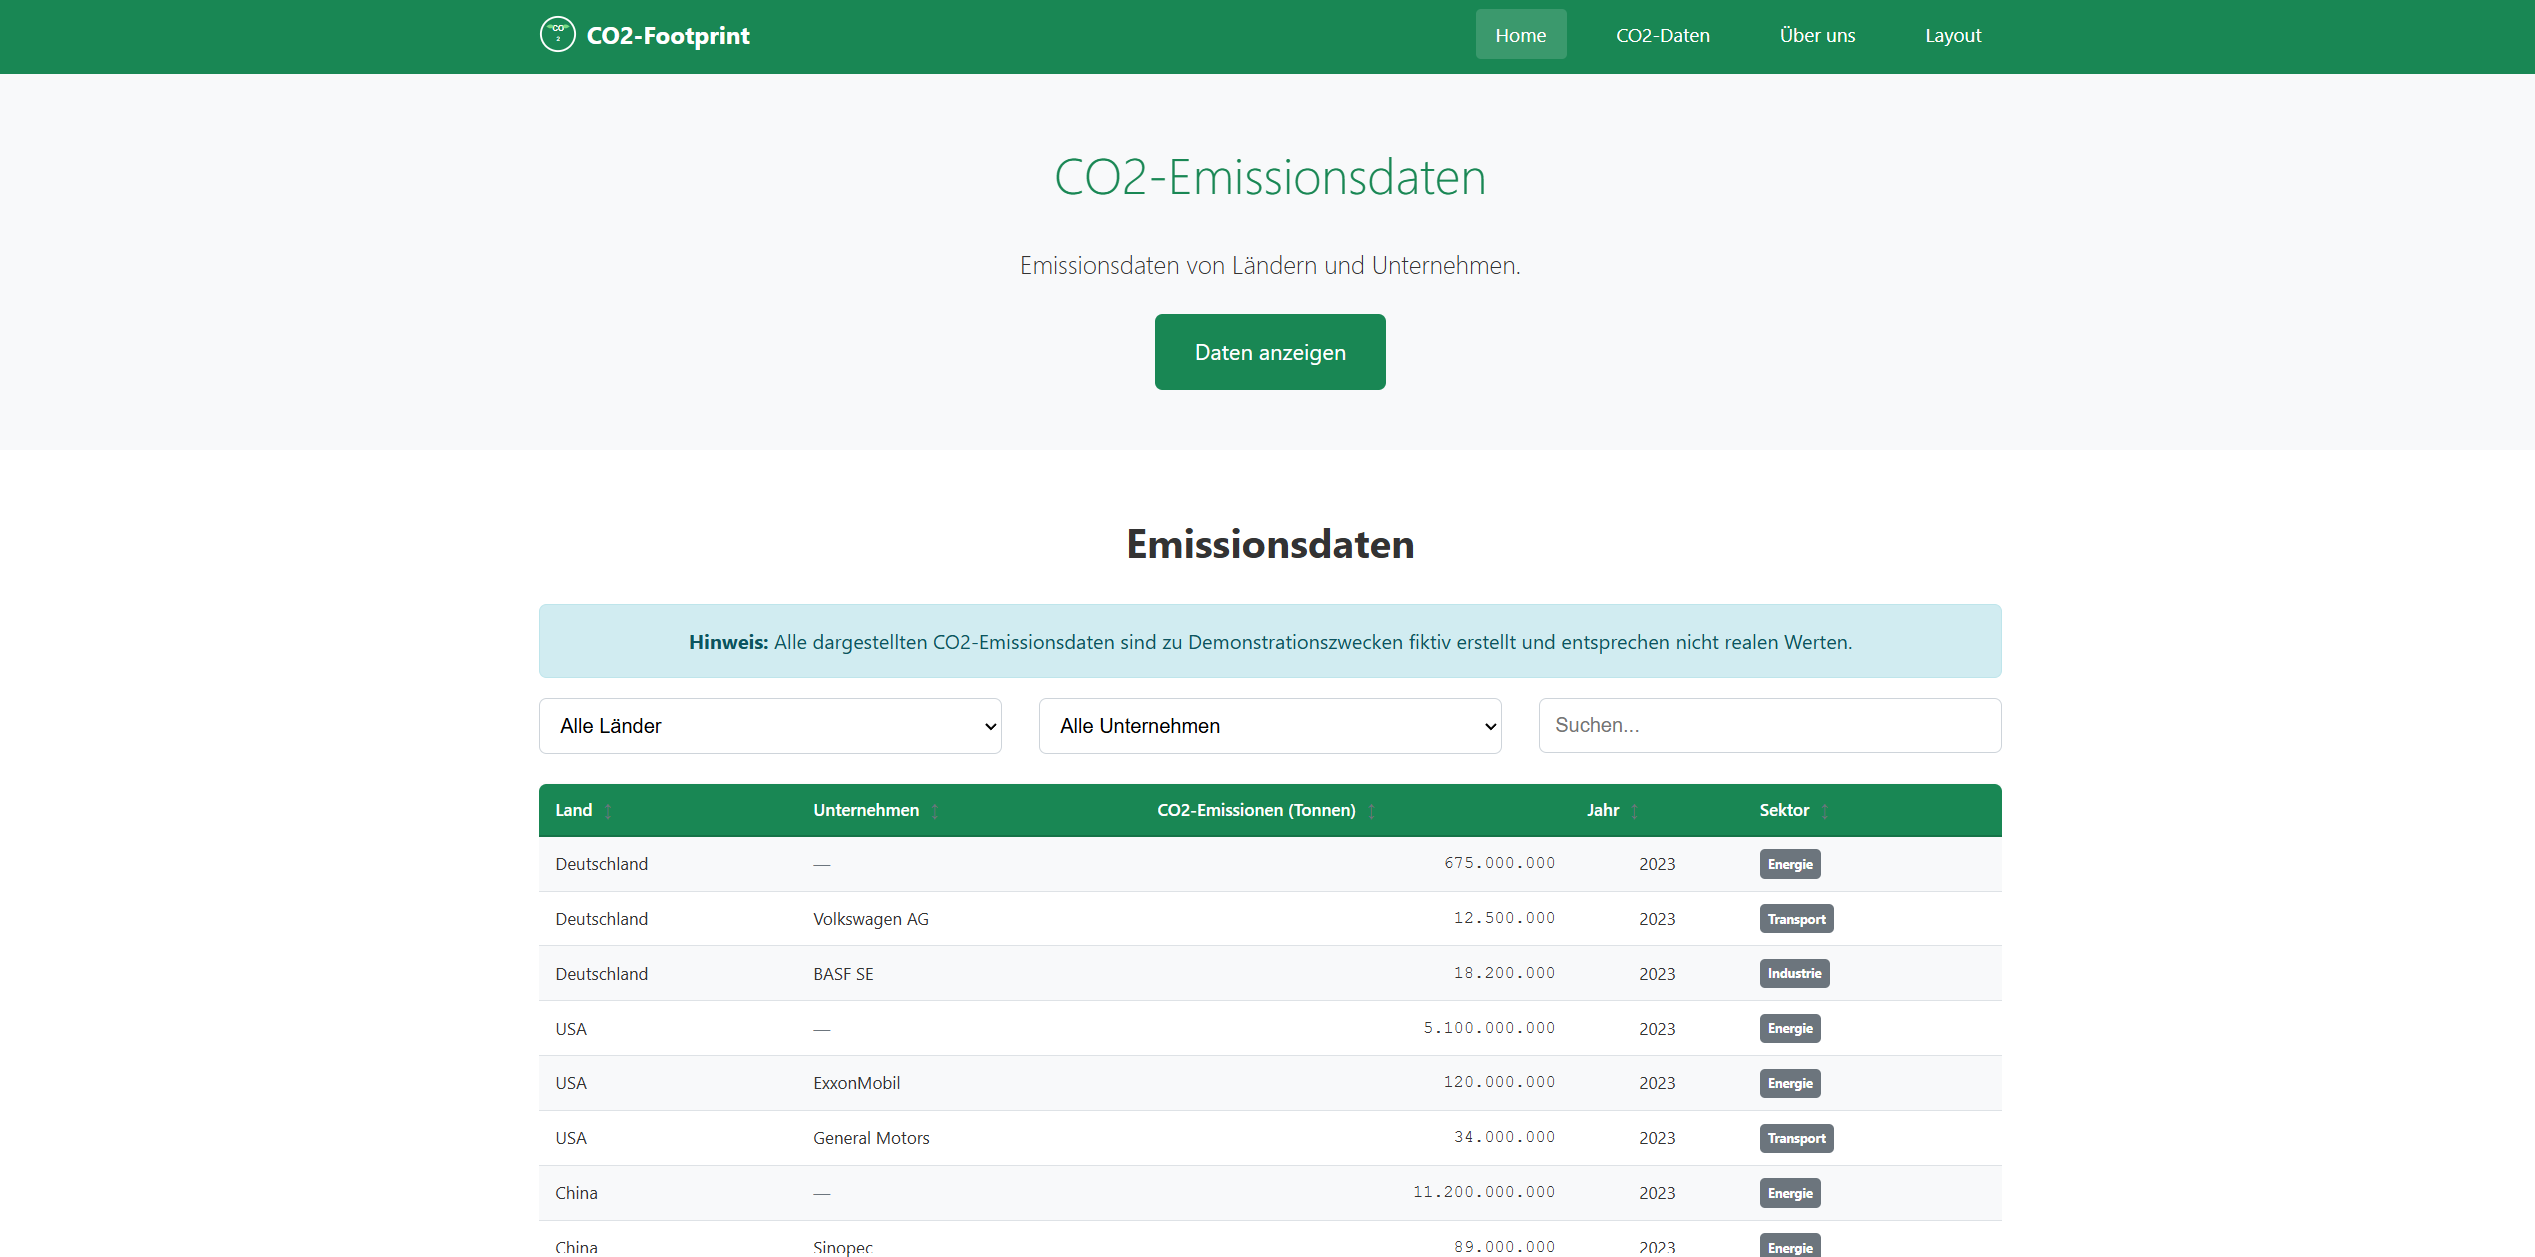 CO2 CO2-Footprint Home CO2-Daten Über uns Layout
CO2-Emissionsdaten
Emissionsdaten von Ländern und Unternehmen.
Daten anzeigen
Emissionsdaten
Hinweis: Alle dargestellten CO2-Emissionsdaten sind zu Demonstrationszwecken fiktiv erstellt und entsprechen nicht realen Werten.
Alle Länder Alle Unternehmen Suchen...
Land ↕ Unternehmen ↕ CO2-Emissionen (Tonnen) ↕ Jahr ↕ Sektor ↕
Deutschland — 675.000.000 2023 Energie
Deutschland Volkswagen AG 12.500.000 2023 Transport
Deutschland BASF SE 18.200.000 2023 Industrie
USA — 5.100.000.000 2023 Energie
USA ExxonMobil 120.000.000 2023 Energie
USA General Motors 34.000.000 2023 Transport
China — 11.200.000.000 2023 Energie
China Sinopec 89.000.000 2023 Energie